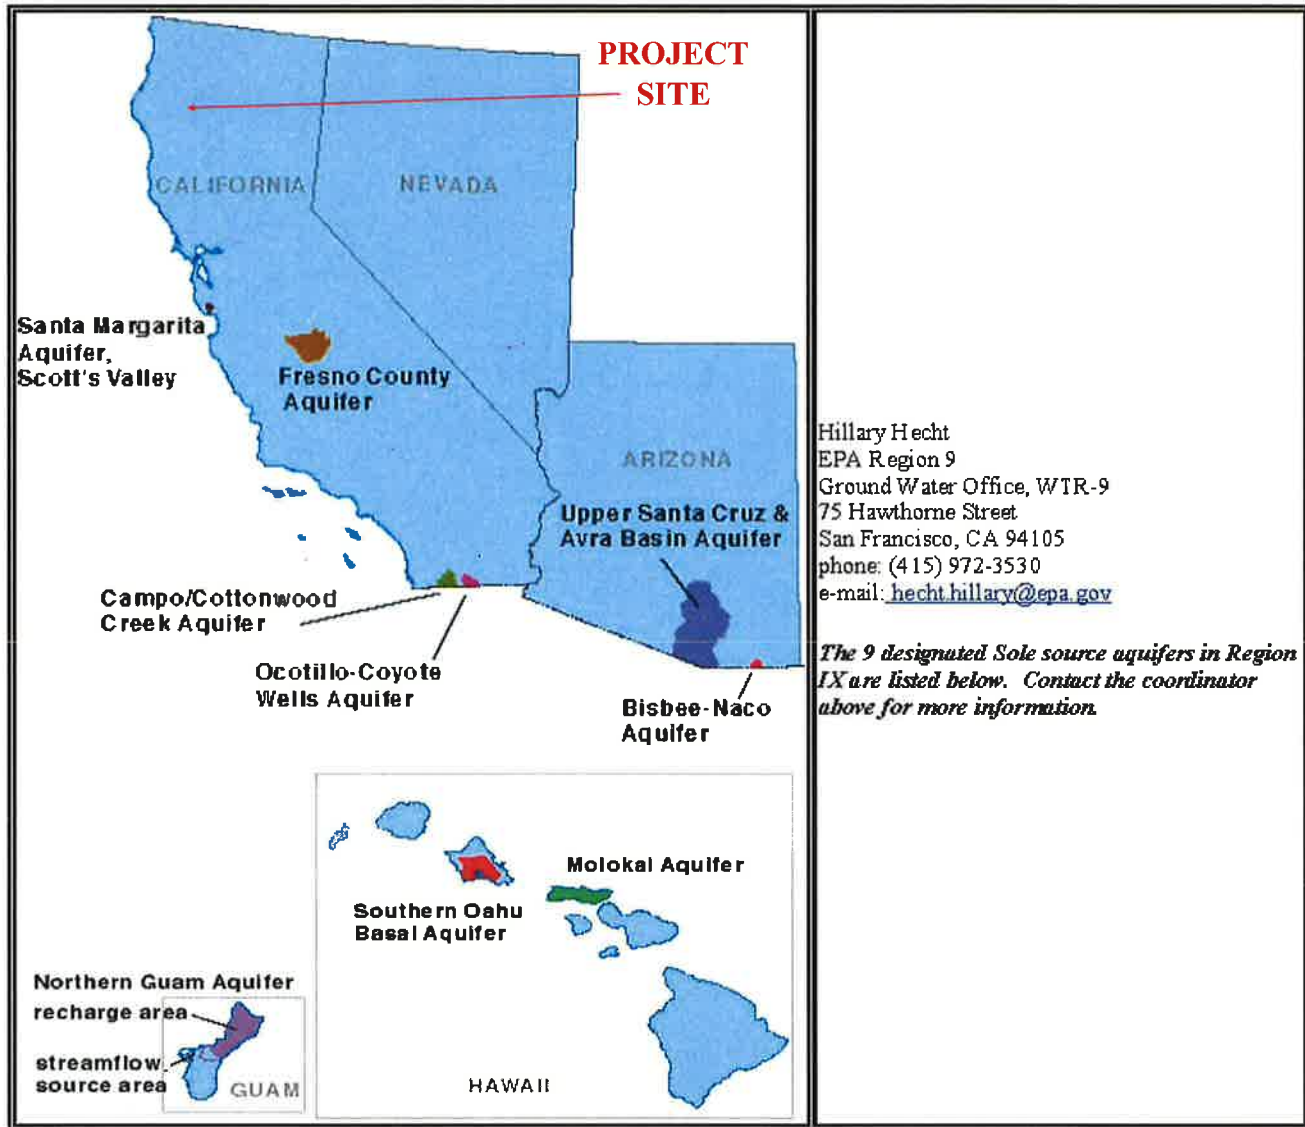 PROJECT
SITE
CALIFORNIA
NEVADA
Santa Margarita
Aquifer,
Scott's Valley
Fresno County
Aquifer
ARIZONA
Upper Santa Cruz &
Avra Basin Aquifer
Campo/Cottonwood
Creek Aquifer
Ocotillo-Coyote
Wells Aquifer
Bisbee-Naco
Aquifer
Molokai Aquifer
Southern Oahu
Basal Aquifer
HAWAII
Northern Guam Aquifer
recharge area
streamflow
source area
GUAM
Hillary Hecht
EPA Region 9
Ground Water Office, WTR-9
75 Hawthorne Street
San Francisco, CA 94105
phone: (415) 972-3530
e-mail: hecht.hillary@epa.gov
The 9 designated Sole source aquifers in Region
IX are listed below. Contact the coordinator
above for more information.